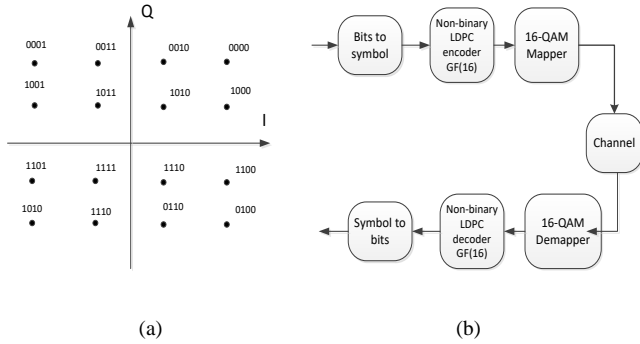 Q
0001 0011 0010 0000
1001 1011 1010 1000
I
1101 1111 1110 1100
1010 1110 0110 0100
(a)
Bits to
symbol
Non-binary
LDPC
encoder
GF(16)
16-QAM
Mapper
Channel
Symbol to
bits
Non-binary
LDPC
decoder
GF(16)
16-QAM
Demapper
(b)